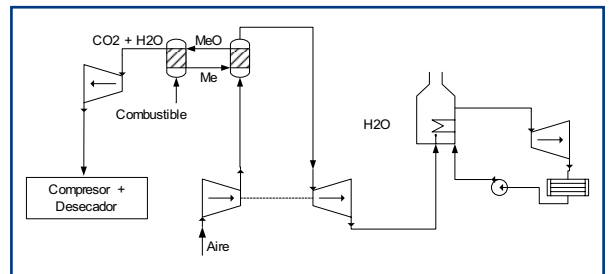 CO2 + H2O
MeO
Me
Combustible
H2O
Compresor +
Desecador
Aire